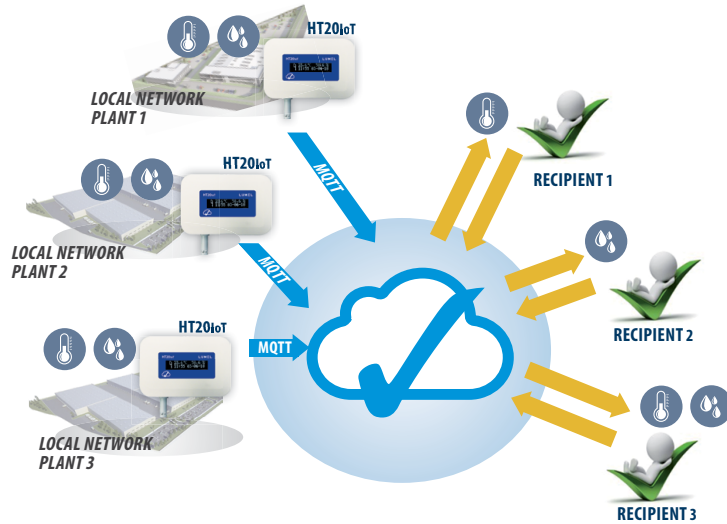 HT20IoT
LOCAL NETWORK
PLANT 1
MQTT
RECIPIENT 1
HT20IoT
LOCAL NETWORK
PLANT 2
MQTT
RECIPIENT 2
HT20IoT
MQTT
LOCAL NETWORK
PLANT 3
RECIPIENT 3